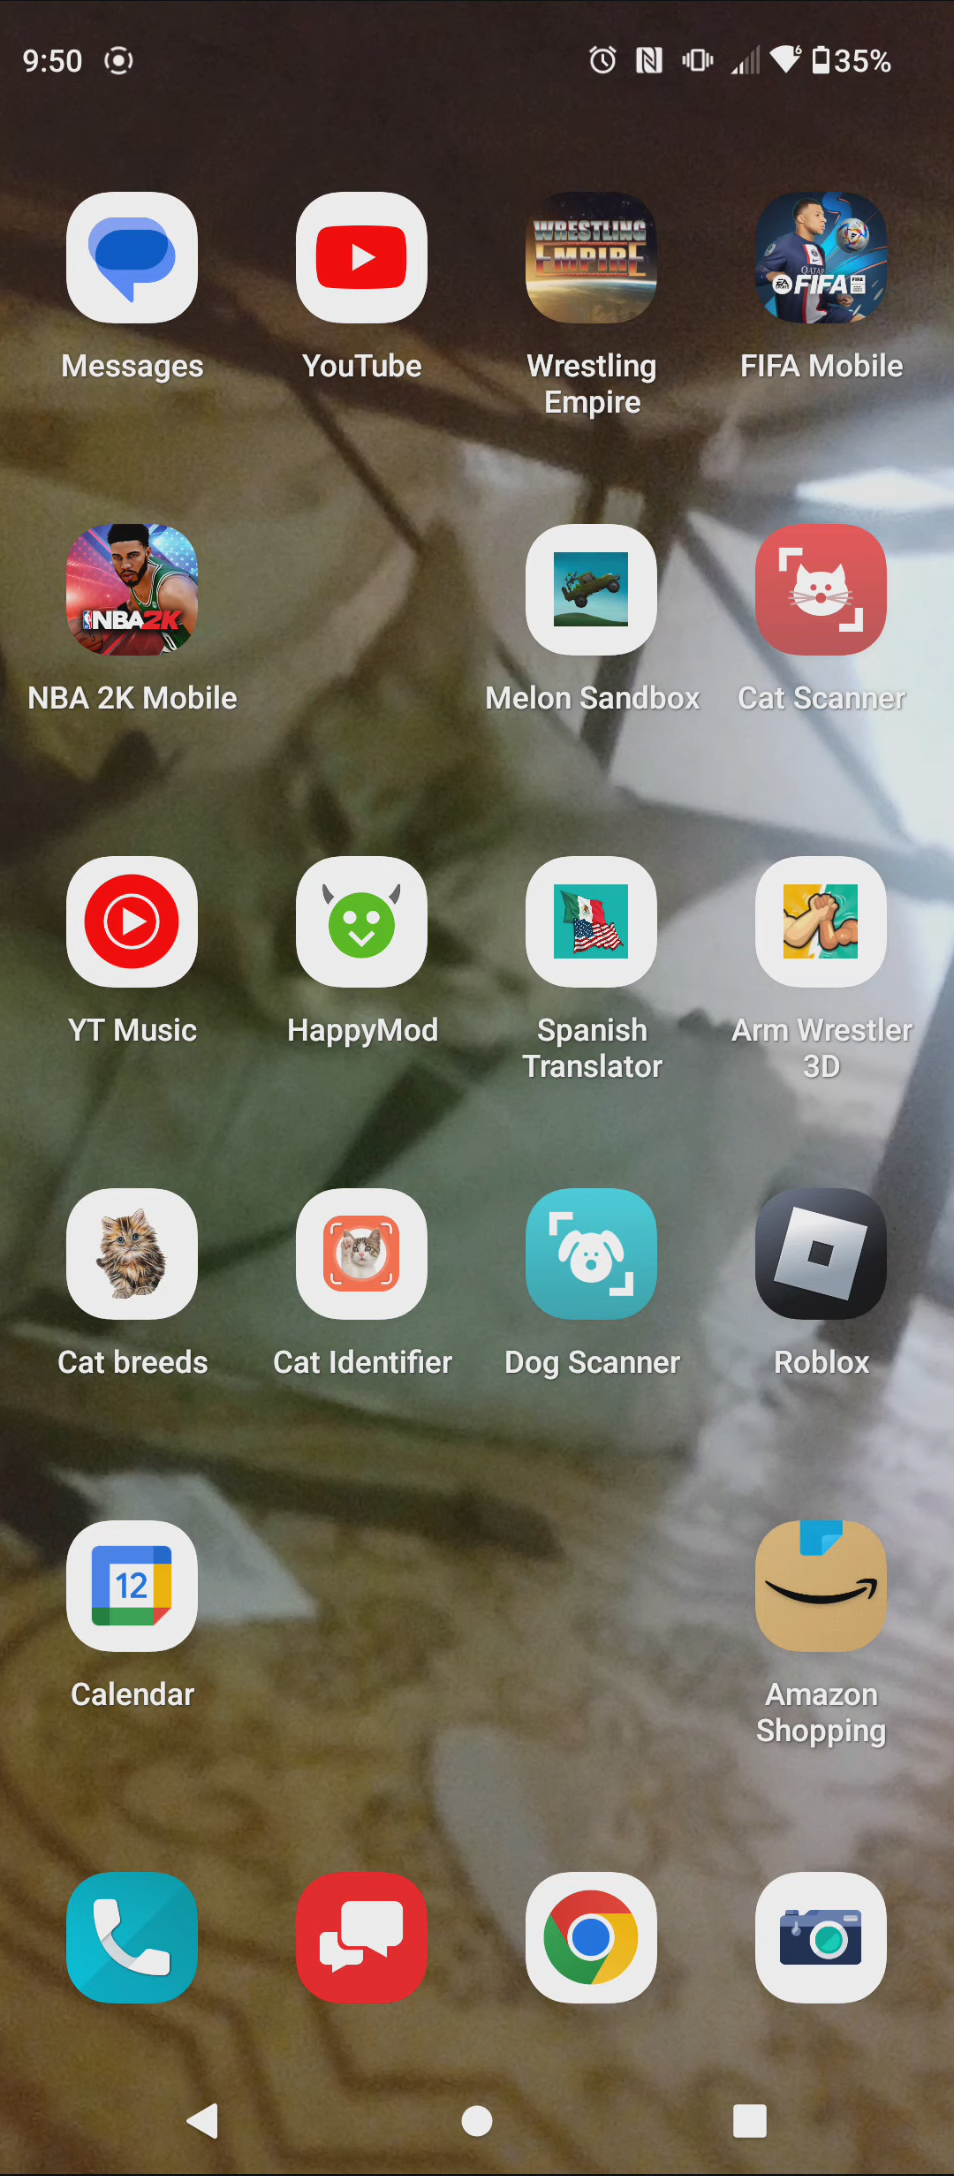 9:50 6 35%
WRESTLING
EMPIRE
QATAR
FIFA
Messages YouTube Wrestling FIFA Mobile
Empire
NBA2K
NBA 2K Mobile Melon Sandbox Cat Scanner
YT Music HappyMod Spanish Arm Wrestler
Translator 3D
Cat breeds Cat Identifier Dog Scanner Roblox
12
Calendar Amazon
Shopping